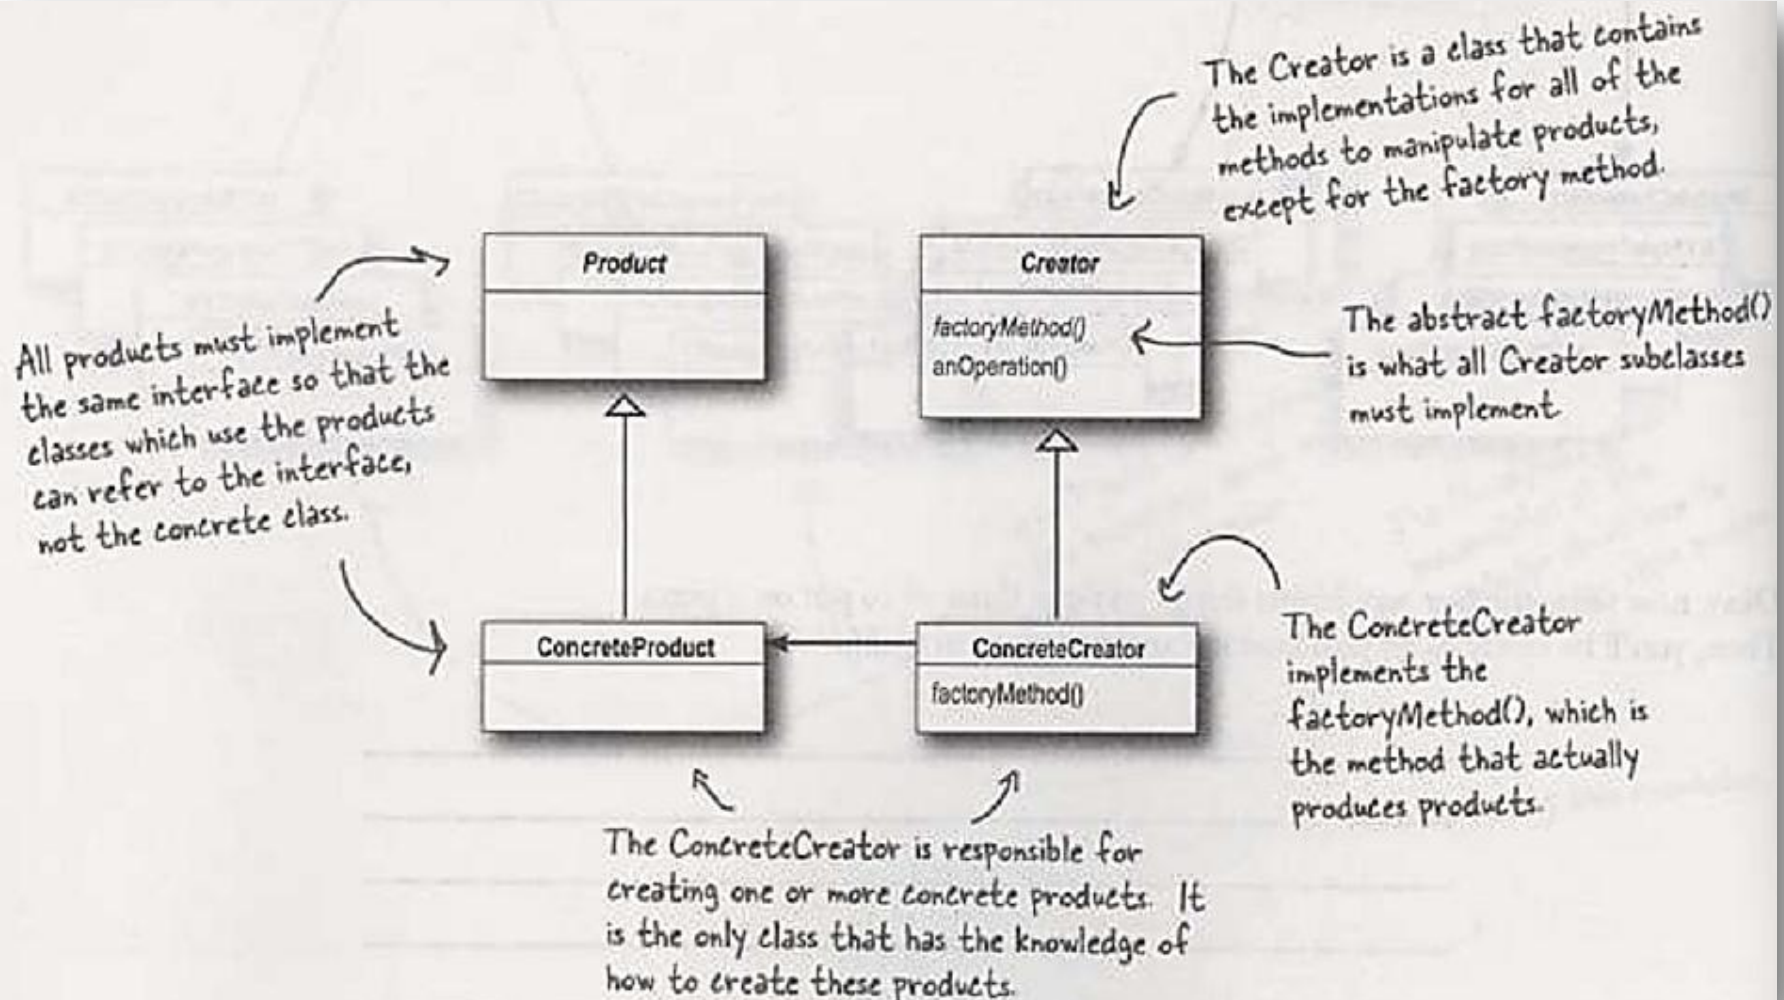 The Creator is a class that contains
the implementations for all of the
methods to manipulate products,
except for the factory method.
Product
Creator
factoryMethod()
anOperation()
The abstract factoryMethod()
is what all Creator subclasses
must implement
All products must implement
the same interface so that the
classes which use the products
can refer to the interface,
not the concrete class.
ConcreteProduct
ConcreteCreator
factoryMethod()
The ConcreteCreator
implements the
factoryMethod(), which is
the method that actually
produces products.
The ConcreteCreator is responsible for
creating one or more concrete products. It
is the only class that has the knowledge of
how to create these products.